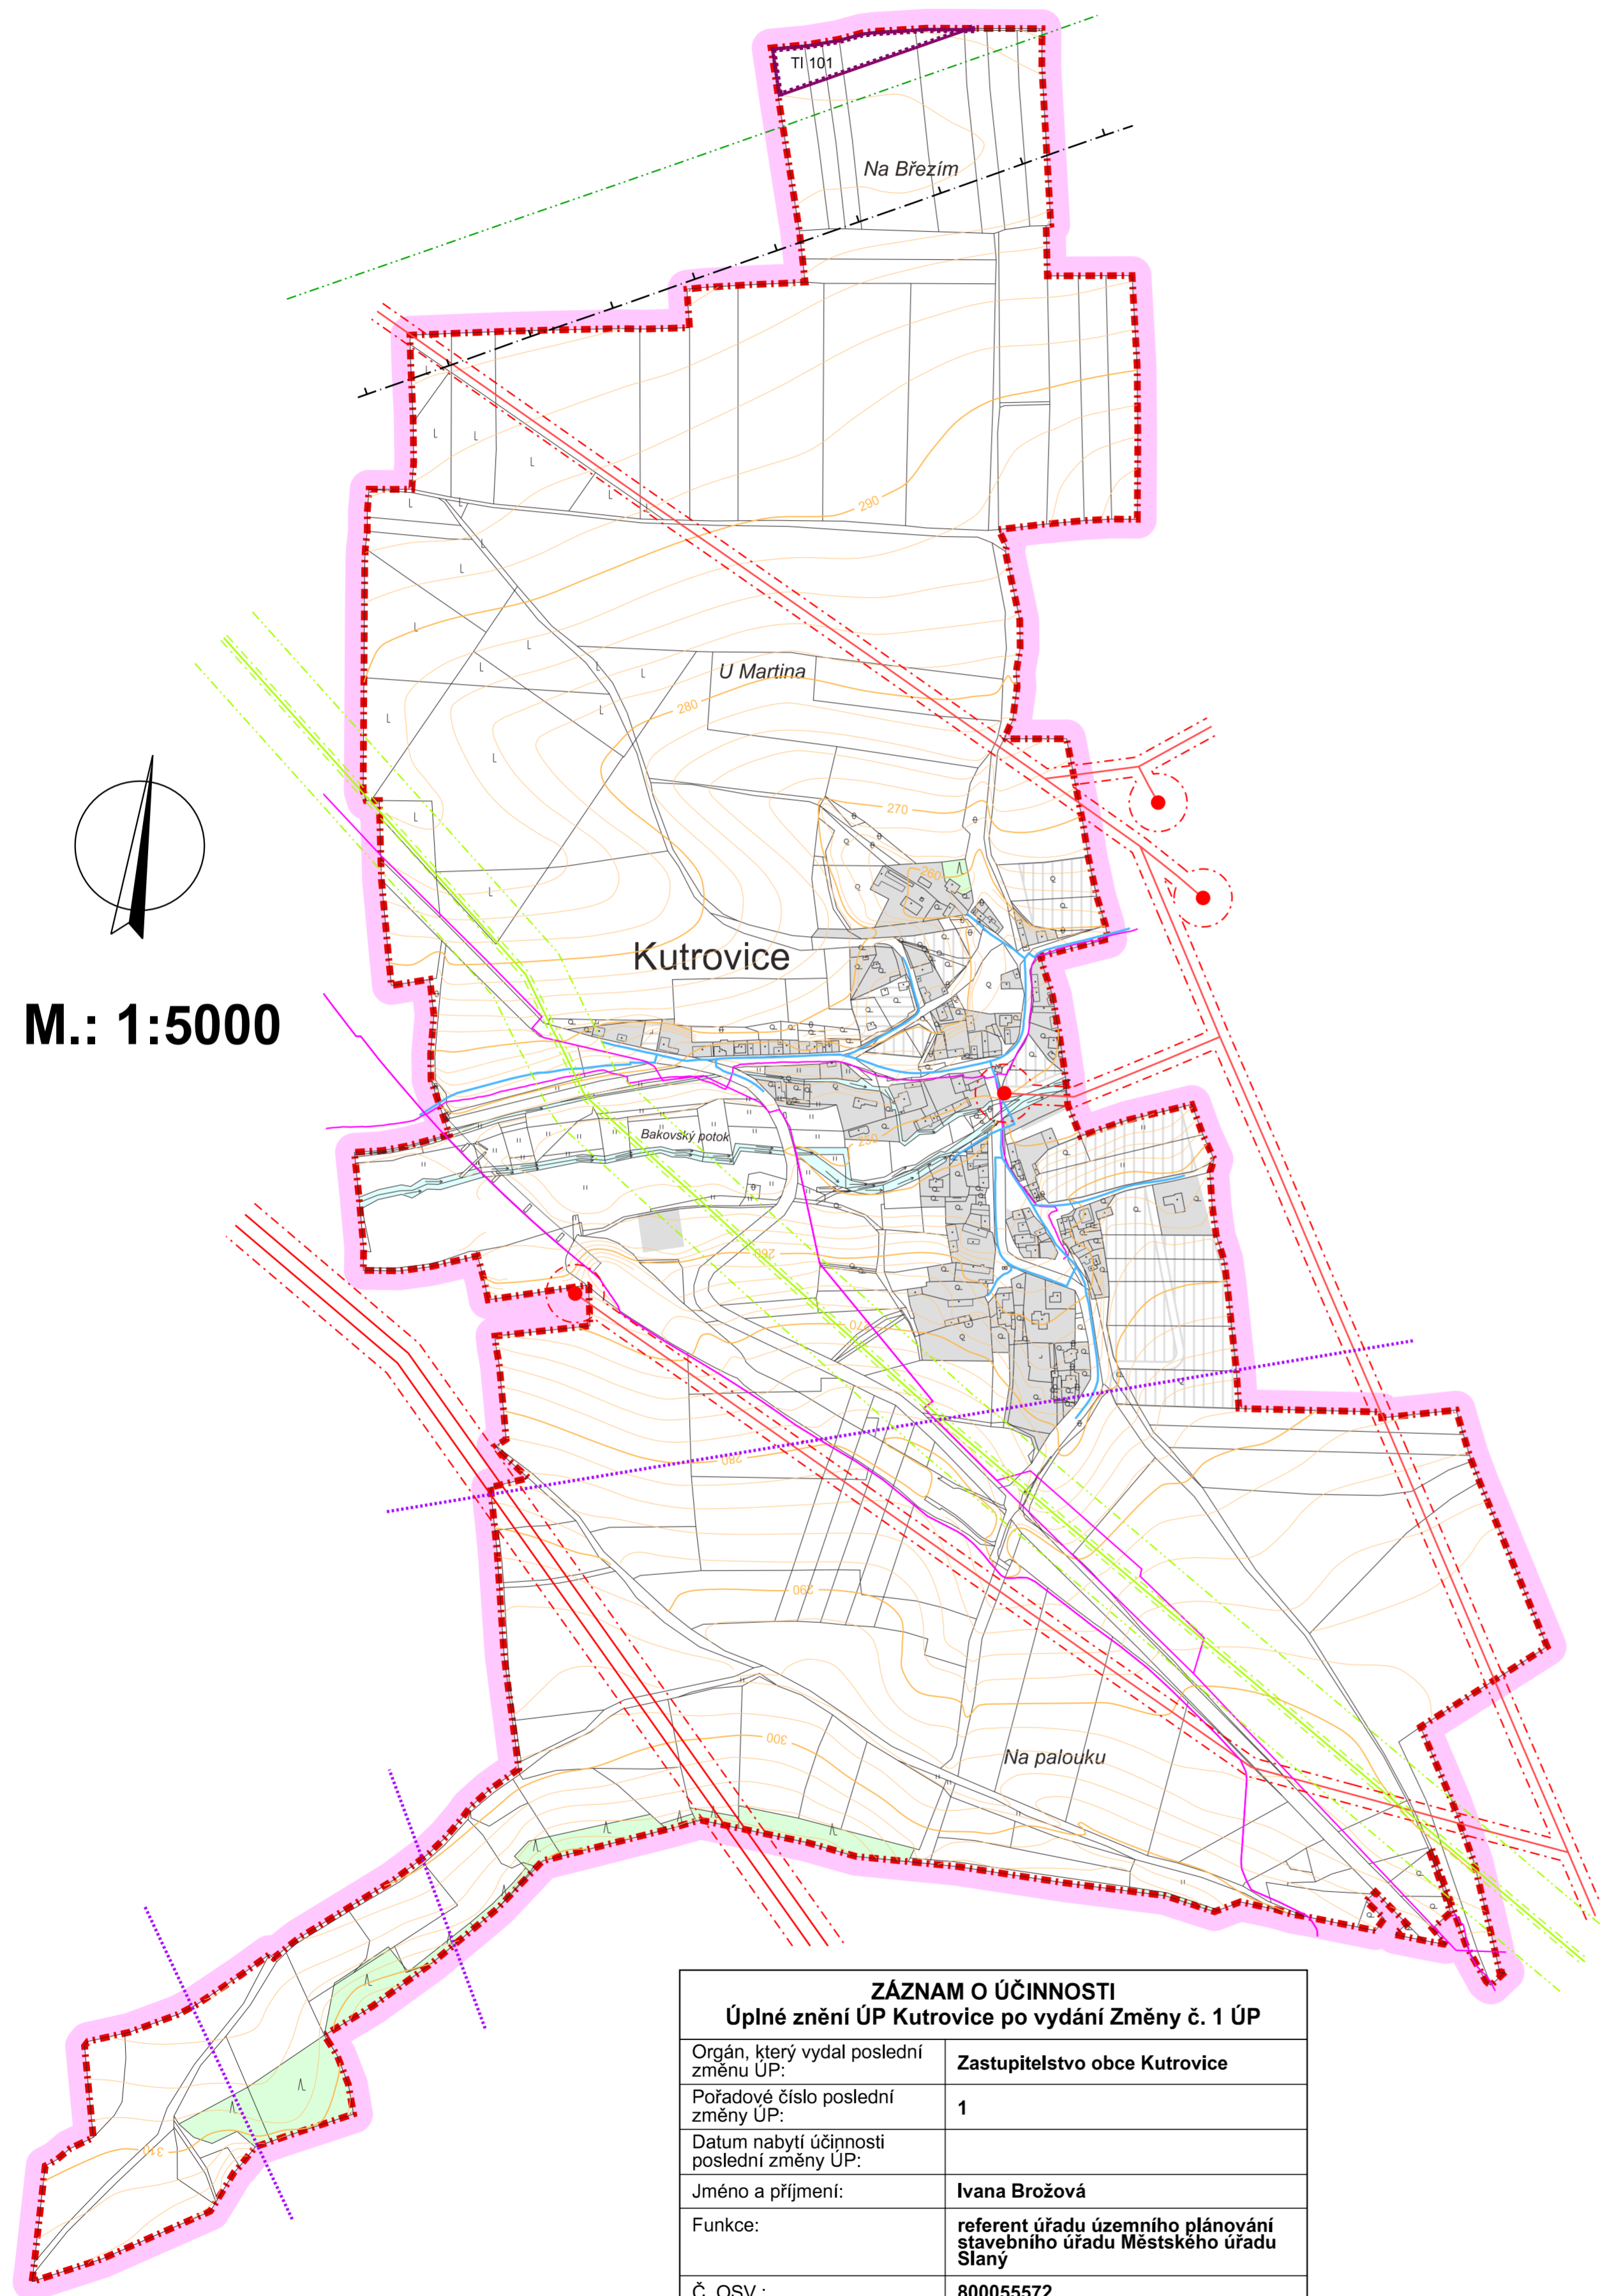 TI 101
Na Březím
290
U Martina
280
270
260
Kutrovice
M.: 1:5000
Bakovský potok
250
260
270
280
290
300
Na palouku
310
ZÁZNAM O ÚČINNOSTI
Úplné znění ÚP Kutrovice po vydání Změny č. 1 ÚP
Orgán, který vydal poslední
změnu ÚP:
Zastupitelstvo obce Kutrovice
Pořadové číslo poslední
změny ÚP:
1
Datum nabytí účinnosti
poslední změny ÚP:
Jméno a příjmení:
Ivana Brožová
Funkce:
referent úřadu územního plánování
stavebního úřadu Městského úřadu
Slaný
Č. OSV.:
800055572